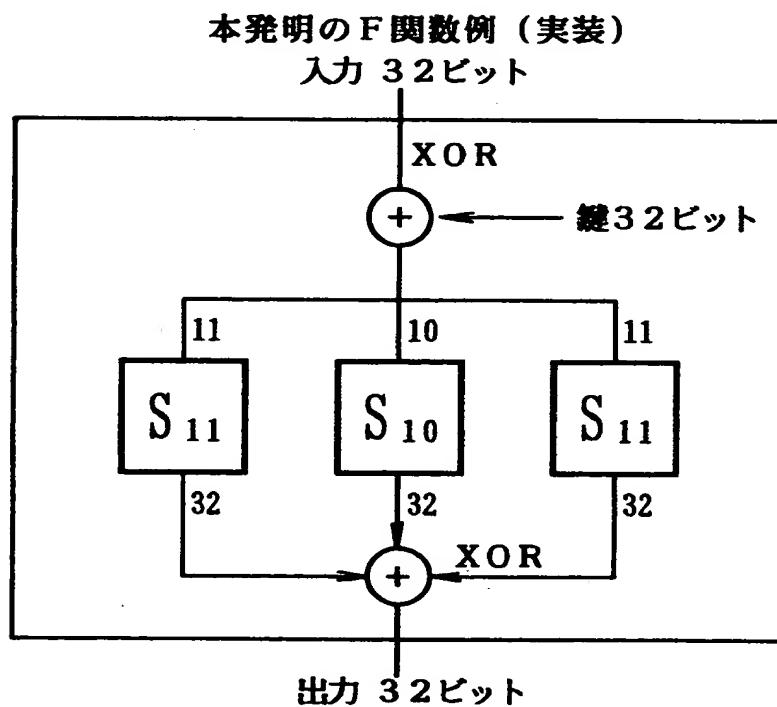 本発明のF関数例（実装）
入力 32ビット
XOR
+
鍵32ビット
11 10 11
S11 S10 S11
32 32 32
XOR
+
出力 32ビット